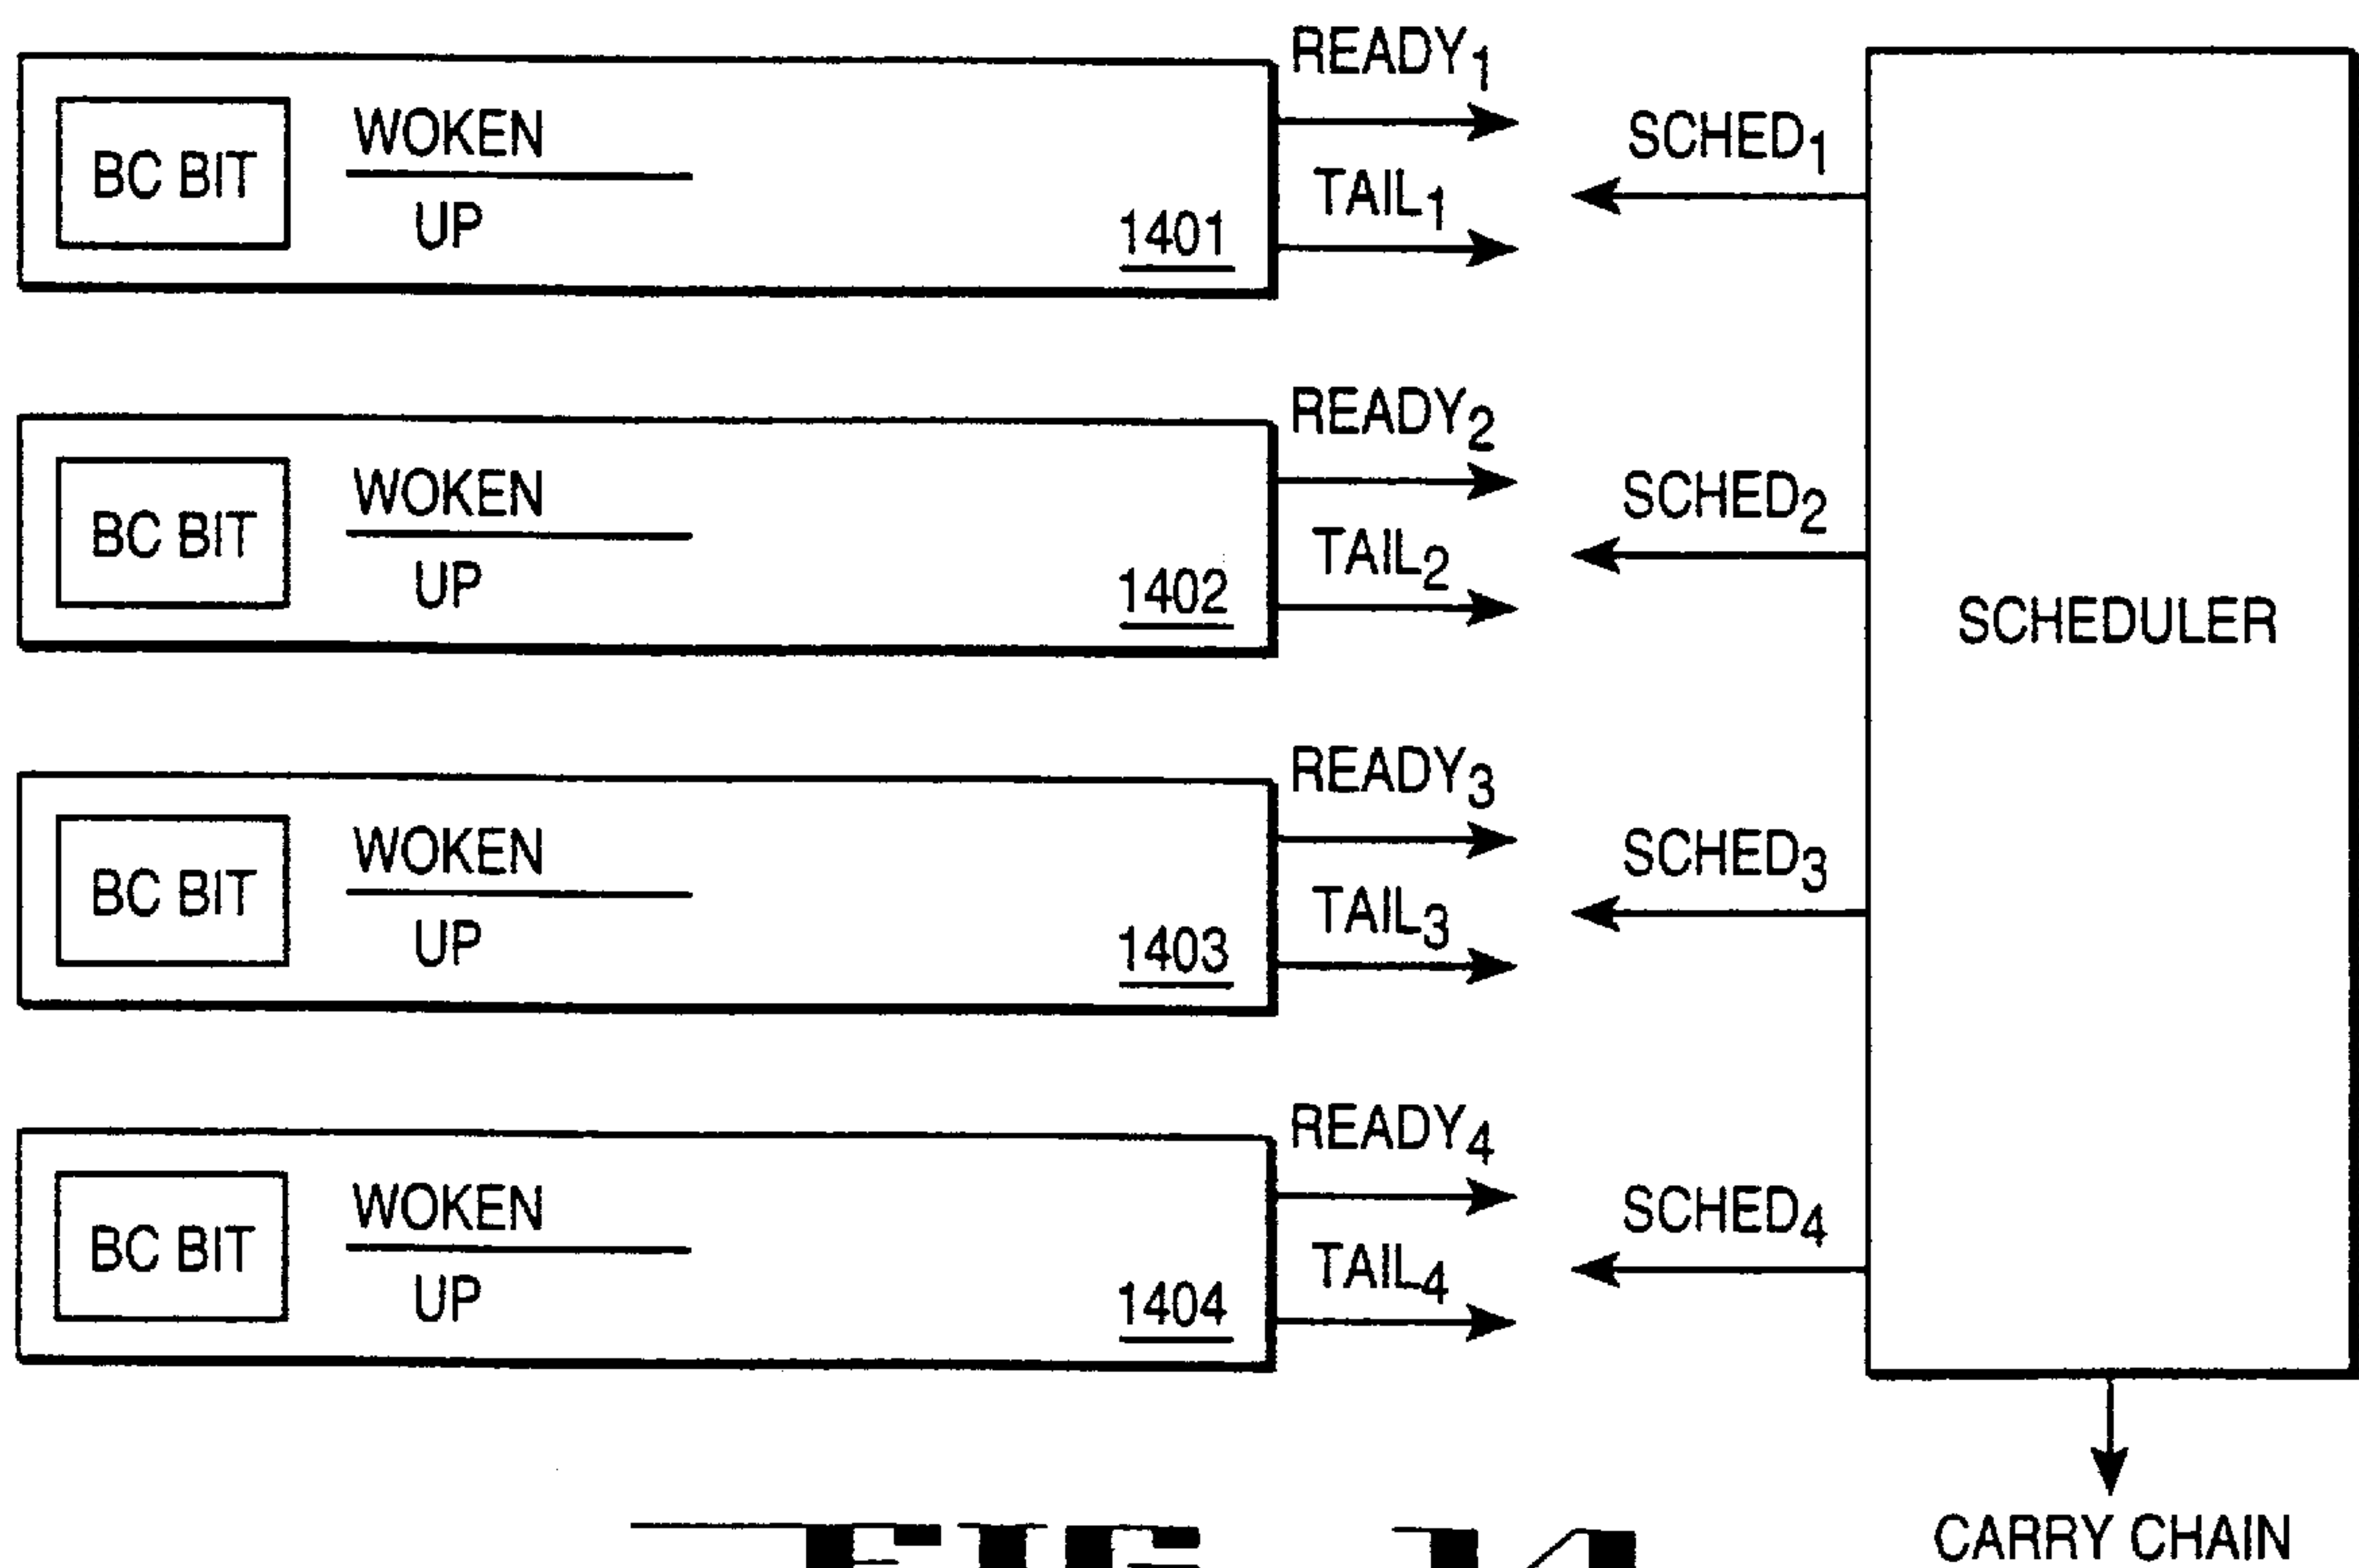 READY1
WOKEN
UP
BC BIT
1401
TAIL1
SCHED1
READY2
WOKEN
UP
BC BIT
1402
TAIL2
SCHED2
SCHEDULER
READY3
WOKEN
UP
BC BIT
1403
TAIL3
SCHED3
READY4
WOKEN
UP
BC BIT
1404
TAIL4
SCHED4
CARRY CHAIN